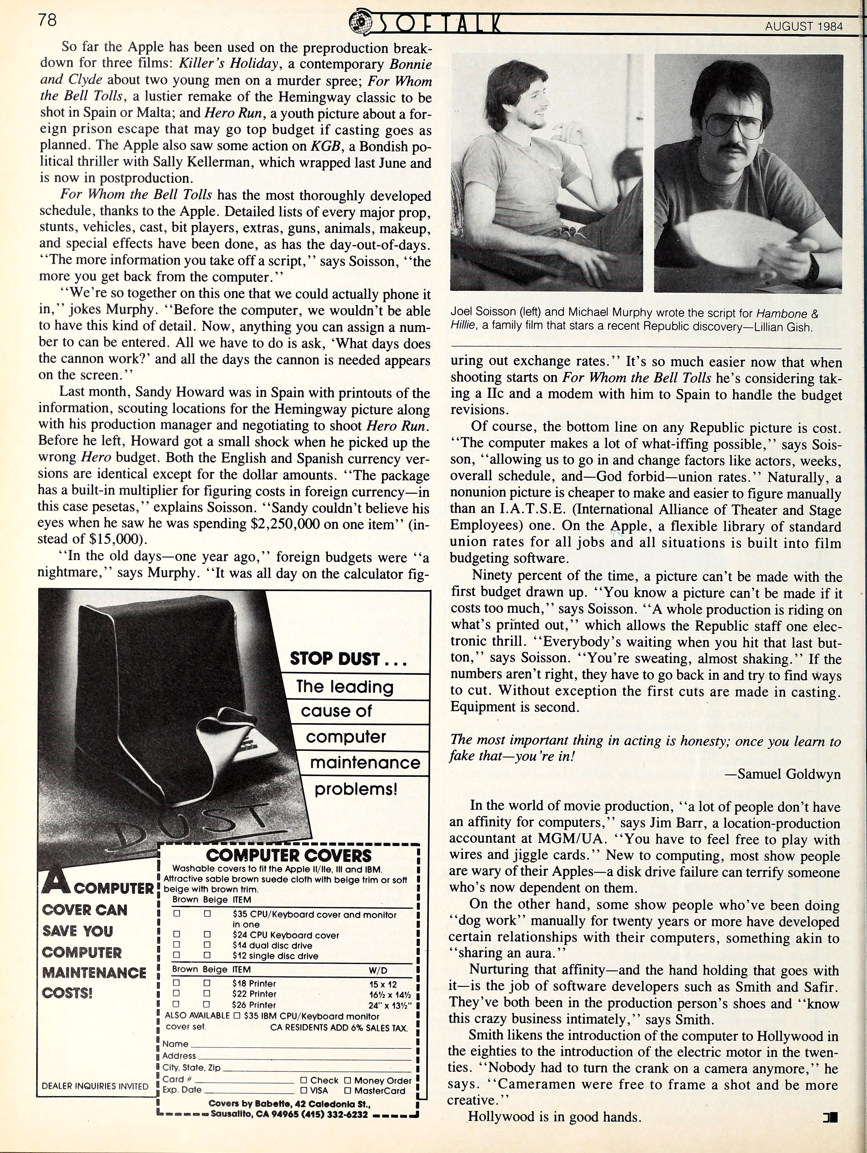 78
SOFTALK
AUGUST 1984
So far the Apple has been used on the preproduction break-
down for three films: Killer's Holiday, a contemporary Bonnie
and Clyde about two young men on a murder spree; For Whom
the Bell Tolls, a lustier remake of the Hemingway classic to be
shot in Spain or Malta; and Hero Run, a youth picture about a for-
eign prison escape that may go top budget if casting goes as
planned. The Apple also saw some action on KGB, a Bondish po-
litical thriller with Sally Kellerman, which wrapped last June and
is now in postproduction.
For Whom the Bell Tolls has the most thoroughly developed
schedule, thanks to the Apple. Detailed lists of every major prop,
stunts, vehicles, cast, bit players, extras, guns, animals, makeup,
and special effects have been done, as has the day-out-of-days.
"The more information you take off a script," says Soisson, "the
more you get back from the computer."
"We're so together on this one that we could actually phone it
in," jokes Murphy. "Before the computer, we wouldn't be able
to have this kind of detail. Now, anything you can assign a num-
ber to can be entered. All we have to do is ask, 'What days does
the cannon work?' and all the days the cannon is needed appears
on the screen."
Last month, Sandy Howard was in Spain with printouts of the
information, scouting locations for the Hemingway picture along
with his production manager and negotiating to shoot Hero Run.
Before he left, Howard got a small shock when he picked up the
wrong Hero budget. Both the English and Spanish currency ver-
sions are identical except for the dollar amounts. "The package
has a built-in multiplier for figuring costs in foreign currency—in
this case pesetas," explains Soisson. "Sandy couldn't believe his
eyes when he saw he was spending $2,250,000 on one item" (in-
stead of $15,000).
"In the old days—one year ago," foreign budgets were "a
nightmare," says Murphy. "It was all day on the calculator fig-
Joel Soisson (left) and Michael Murphy wrote the script for Hambone &
Hillie, a family film that stars a recent Republic discovery—Lillian Gish.
uring out exchange rates." It's so much easier now that when
shooting starts on For Whom the Bell Tolls he's considering tak-
ing a IIc and a modem with him to Spain to handle the budget
revisions.
Of course, the bottom line on any Republic picture is cost.
"The computer makes a lot of what-iffing possible," says Sois-
son, "allowing us to go in and change factors like actors, weeks,
overall schedule, and—God forbid—union rates." Naturally, a
nonunion picture is cheaper to make and easier to figure manually
than an I.A.T.S.E. (International Alliance of Theater and Stage
Employees) one. On the Apple, a flexible library of standard
union rates for all jobs and all situations is built into film
budgeting software.
Ninety percent of the time, a picture can't be made with the
first budget drawn up. "You know a picture can't be made if it
costs too much," says Soisson. "A whole production is riding on
what's printed out," which allows the Republic staff one elec-
tronic thrill. "Everybody's waiting when you hit that last but-
ton," says Soisson. "You're sweating, almost shaking." If the
numbers aren't right, they have to go back in and try to find ways
to cut. Without exception the first cuts are made in casting.
Equipment is second.
The most important thing in acting is honesty; once you learn to
fake that—you're in!
—Samuel Goldwyn
In the world of movie production, "a lot of people don't have
an affinity for computers," says Jim Barr, a location-production
accountant at MGM/UA. "You have to feel free to play with
wires and jiggle cards." New to computing, most show people
are wary of their Apples—a disk drive failure can terrify someone
who's now dependent on them.
On the other hand, some show people who've been doing
"dog work" manually for twenty years or more have developed
certain relationships with their computers, something akin to
"sharing an aura."
Nurturing that affinity—and the hand holding that goes with
it—is the job of software developers such as Smith and Safir.
They've both been in the production person's shoes and "know
this crazy business intimately," says Smith.
Smith likens the introduction of the computer to Hollywood in
the eighties to the introduction of the electric motor in the twen-
ties. "Nobody had to turn the crank on a camera anymore," he
says. "Cameramen were free to frame a shot and be more
creative."
Hollywood is in good hands.
STOP DUST...
The leading
cause of
computer
maintenance
problems!
DUST
A COMPUTER
COVER CAN
SAVE YOU
COMPUTER
MAINTENANCE
COSTS!
DEALER INQUIRIES INVITED
COMPUTER COVERS
Washable covers to fit the Apple II/IIe, III and IBM.
Attractive sable brown suede cloth with beige trim or soft
beige with brown trim.
Brown Beige ITEM
☐ ☐ $35 CPU/Keyboard cover and monitor
in one
☐ ☐ $24 CPU Keyboard cover
☐ ☐ $14 dual disc drive
☐ ☐ $12 single disc drive
Brown Beige ITEM W/D
☐ ☐ $18 Printer 15 x 12
☐ ☐ $22 Printer 16½ x 14½
☐ ☐ $26 Printer 24" x 13½"
ALSO AVAILABLE ☐ $35 IBM CPU/Keyboard monitor
cover set. CA RESIDENTS ADD 6% SALES TAX.
Name
Address
City, State, Zip
Card # ☐ Check ☐ Money Order
Exp. Date ☐ VISA ☐ MasterCard
Covers by Babette, 42 Caledonia St.,
Sausalito, CA 94965 (415) 332-6232